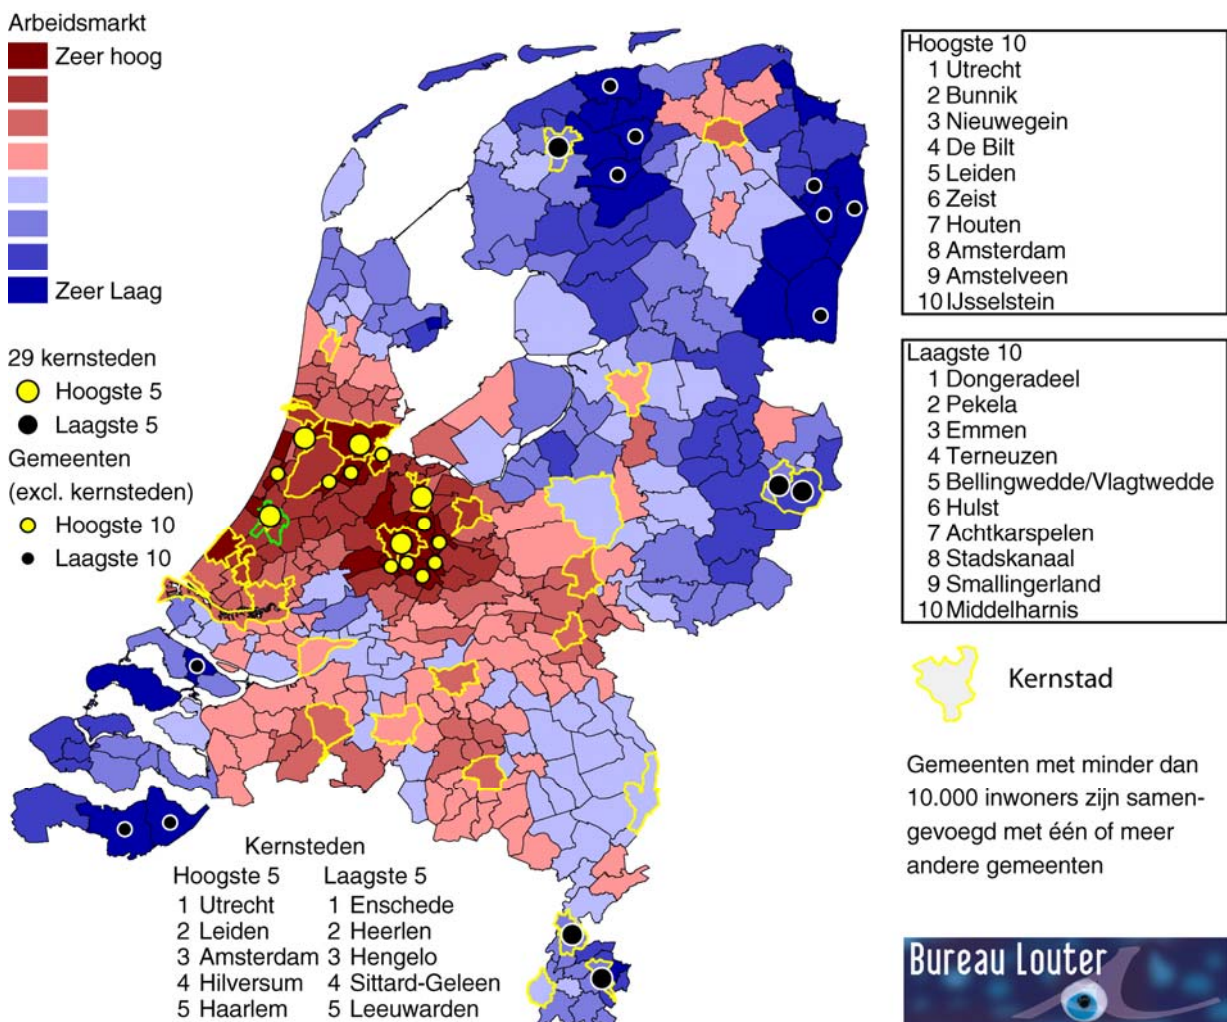 Arbeidsmarkt
Zeer hoog
Zeer Laag
29 kernsteden
Hoogste 5
Laagste 5
Gemeenten
(excl. kernsteden)
Hoogste 10
Laagste 10
Kernsteden
Hoogste 5 Laagste 5
1 Utrecht 1 Enschede
2 Leiden 2 Heerlen
3 Amsterdam 3 Hengelo
4 Hilversum 4 Sittard-Geleen
5 Haarlem 5 Leeuwarden
Hoogste 10
1 Utrecht
2 Bunnik
3 Nieuwegein
4 De Bilt
5 Leiden
6 Zeist
7 Houten
8 Amsterdam
9 Amstelveen
10 IJsselstein
Laagste 10
1 Dongeradeel
2 Pekela
3 Emmen
4 Terneuzen
5 Bellingwedde/Vlagtwedde
6 Hulst
7 Achtkarspelen
8 Stadskanaal
9 Smallingerland
10 Middelharnis
Kernstad
Gemeenten met minder dan
10.000 inwoners zijn samen-
gevoegd met één of meer
andere gemeenten
Bureau Louter